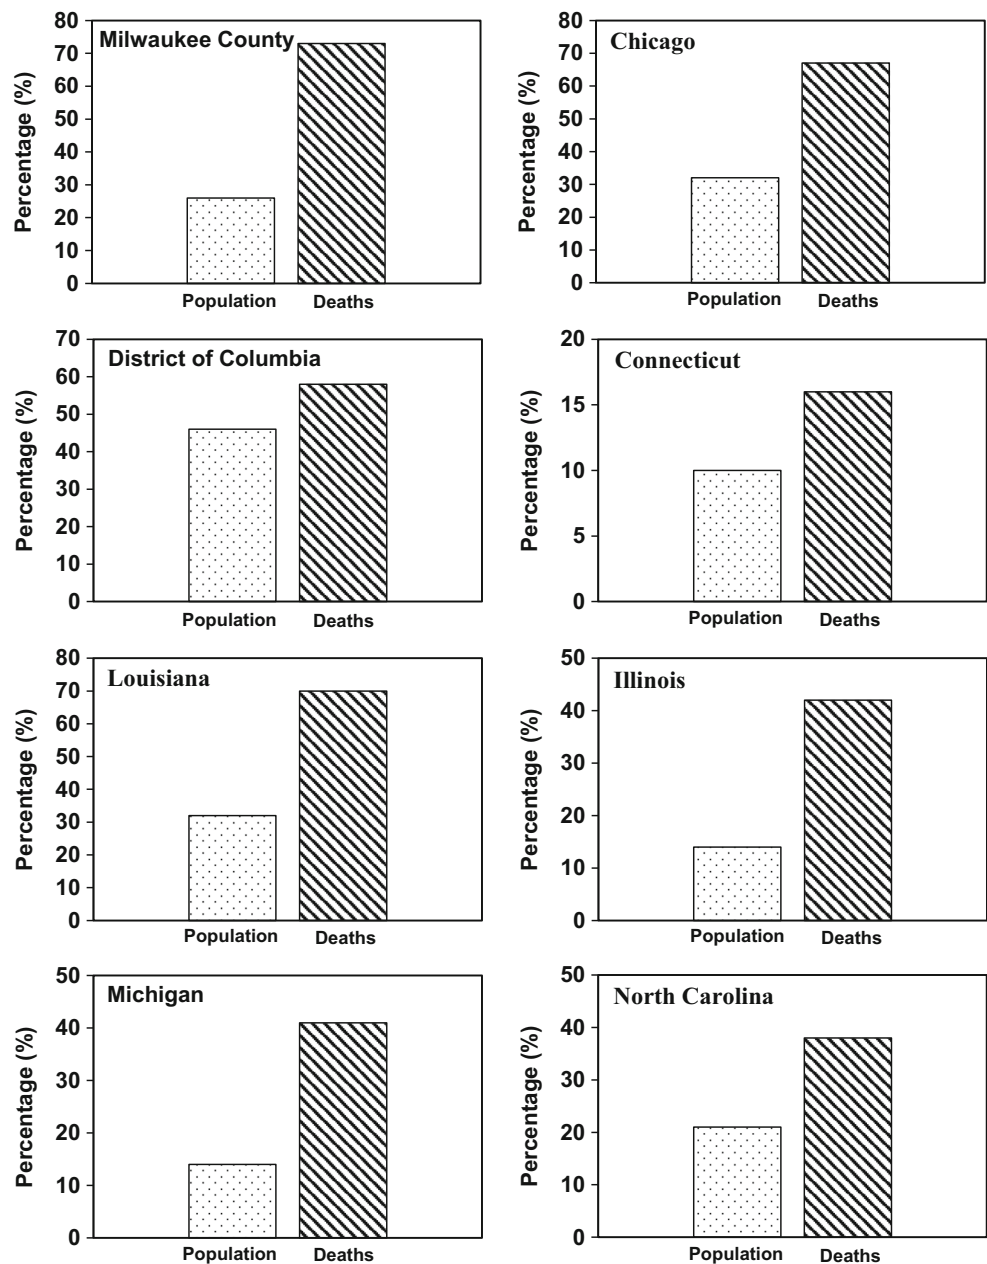 Milwaukee County
Percentage (%)
80
70
60
50
40
30
20
10
0
Population Deaths
Chicago
Percentage (%)
80
70
60
50
40
30
20
10
0
Population Deaths
District of Columbia
Percentage (%)
70
60
50
40
30
20
10
0
Population Deaths
Connecticut
Percentage (%)
20
15
10
5
0
Population Deaths
Louisiana
Percentage (%)
80
70
60
50
40
30
20
10
0
Population Deaths
Illinois
Percentage (%)
50
40
30
20
10
0
Population Deaths
Michigan
Percentage (%)
50
40
30
20
10
0
Population Deaths
North Carolina
Percentage (%)
50
40
30
20
10
0
Population Deaths